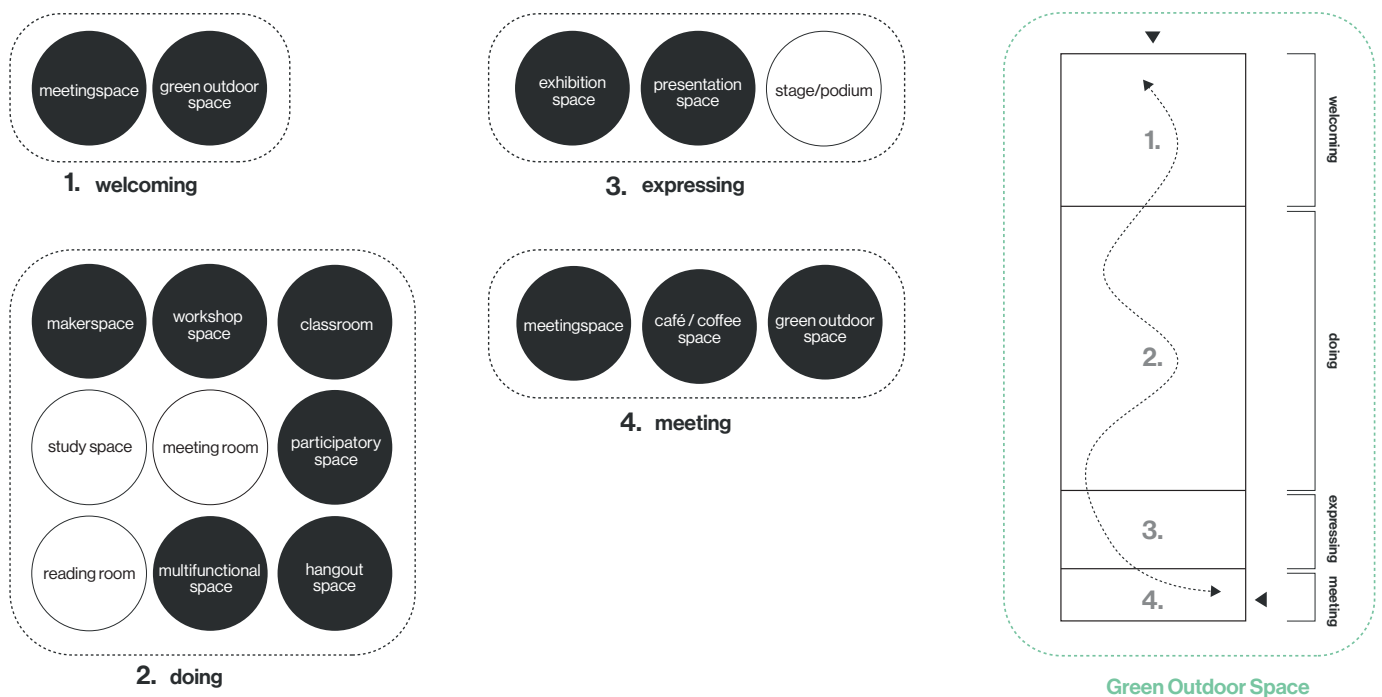 meetingspace
green outdoor
space
1. welcoming
makerspace
workshop
space
classroom
study space
meeting room
participatory
space
reading room
multifunctional
space
hangout
space
2. doing
exhibition
space
presentation
space
stage/podium
3. expressing
meetingspace
café / coffee
space
green outdoor
space
4. meeting
1.
2.
3.
4.
welcoming
doing
expressing
meeting
Green Outdoor Space